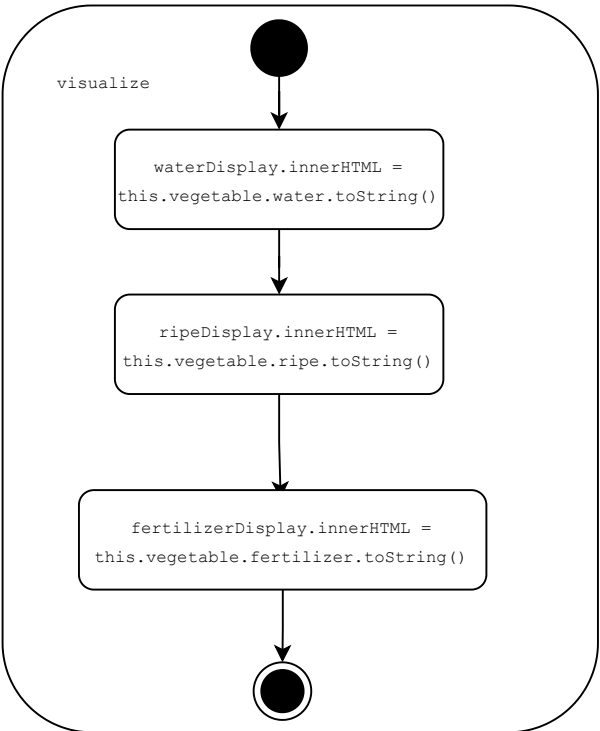 visualize
waterDisplay.innerHTML =
this.vegetable.water.toString()
ripeDisplay.innerHTML =
this.vegetable.ripe.toString()
fertilizerDisplay.innerHTML =
this.vegetable.fertilizer.toString()